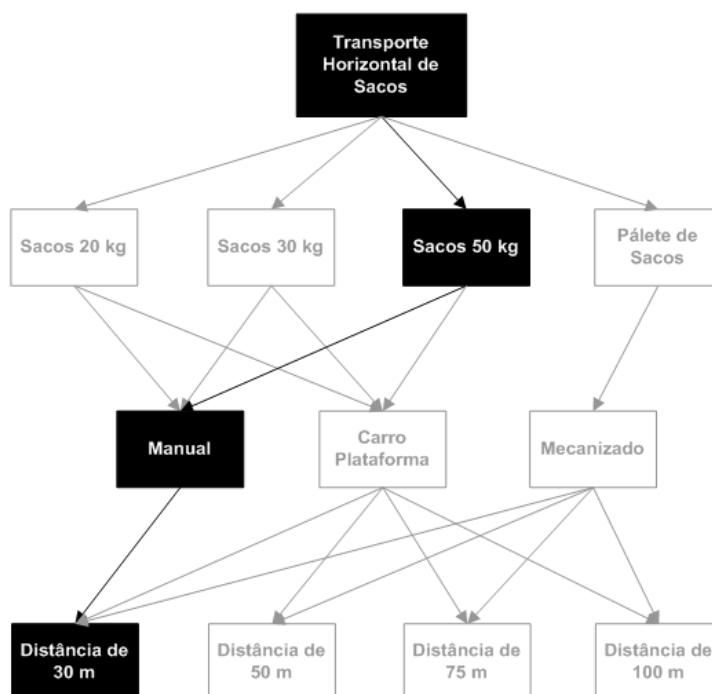 Transporte
Horizontal de
Sacos
Sacos 20 kg
Sacos 30 kg
Sacos 50 kg
Pálete de
Sacos
Manual
Carro
Plataforma
Mecanizado
Distância de
30 m
Distância de
50 m
Distância de
75 m
Distância de
100 m